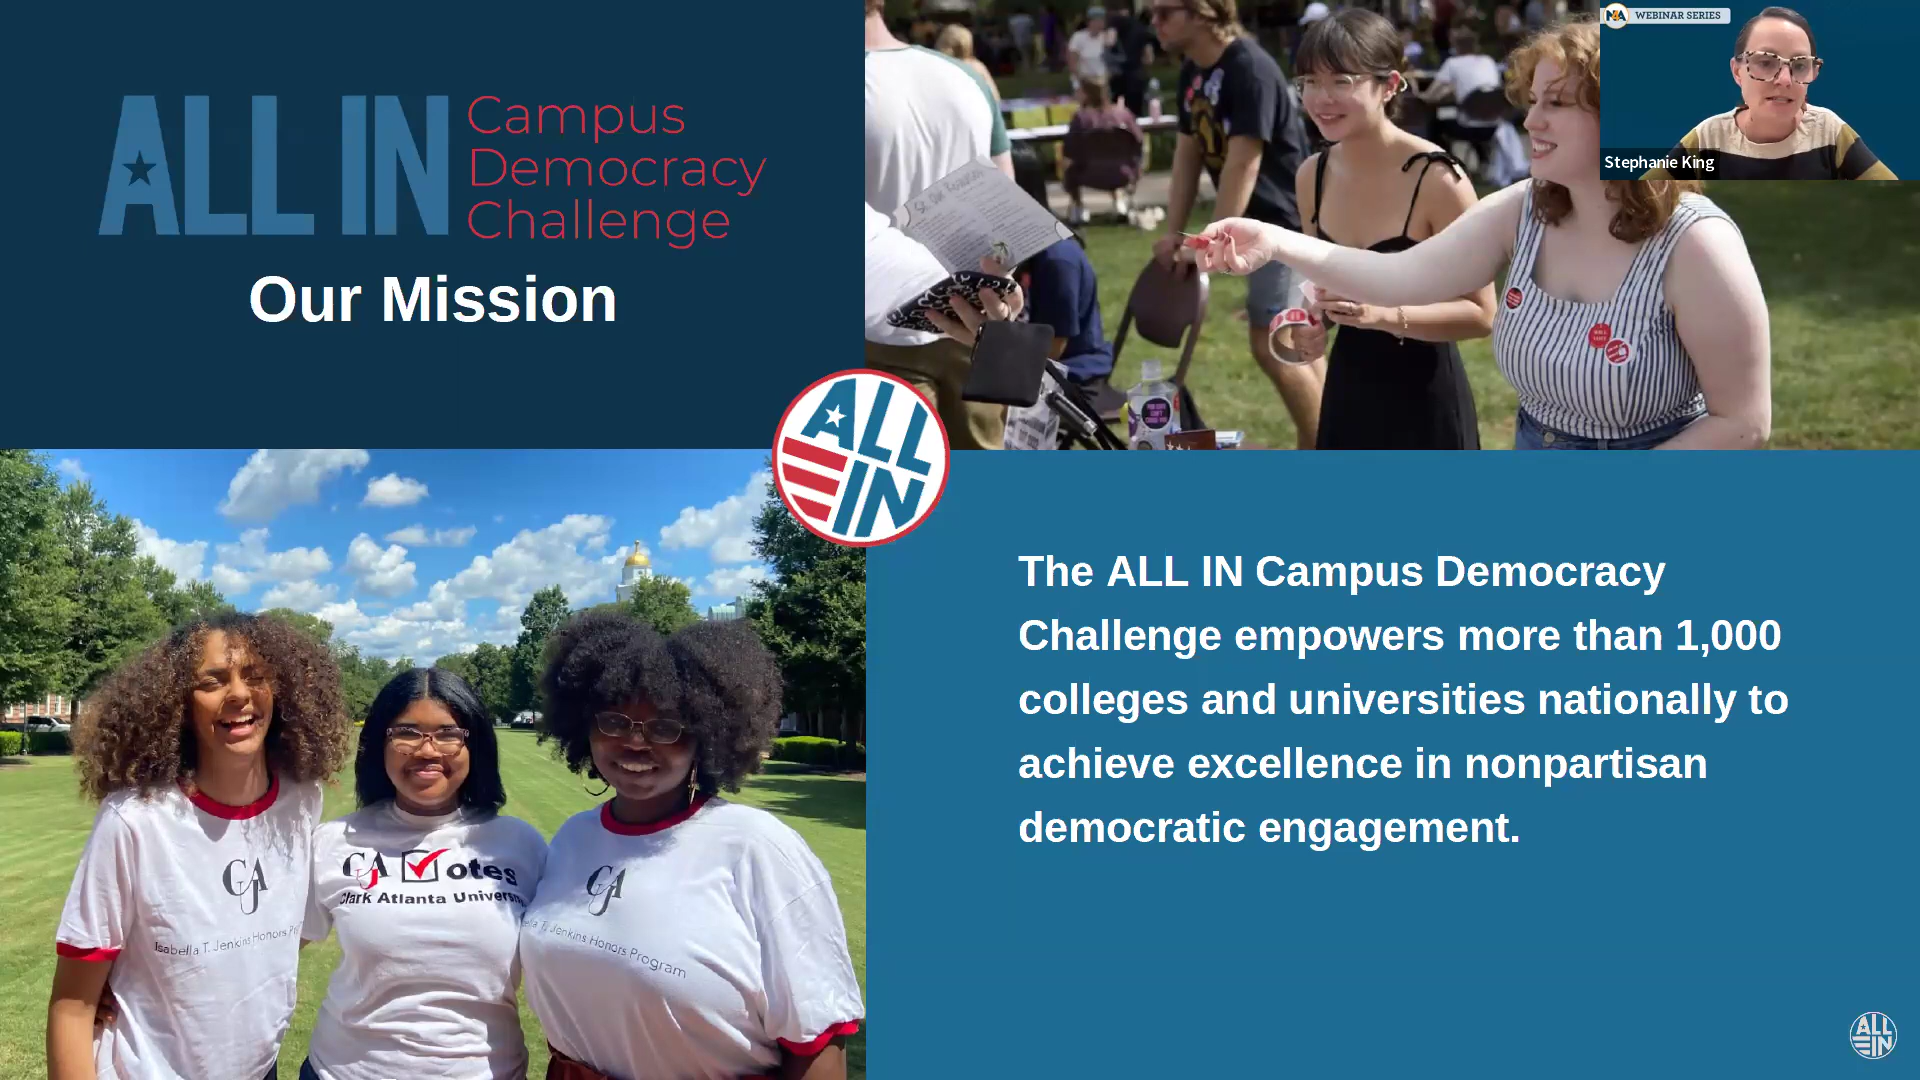 ALL IN
Campus
Democracy
Challenge
Our Mission
WEBINAR SERIES
Stephanie King
ALL
IN
The ALL IN Campus Democracy
Challenge empowers more than 1,000
colleges and universities nationally to
achieve excellence in nonpartisan
democratic engagement.
CAU
Isabella T. Jenkins Honors
CAU Votes
Clark Atlanta
CAU
Jenkins Honors Program
ALL
IN